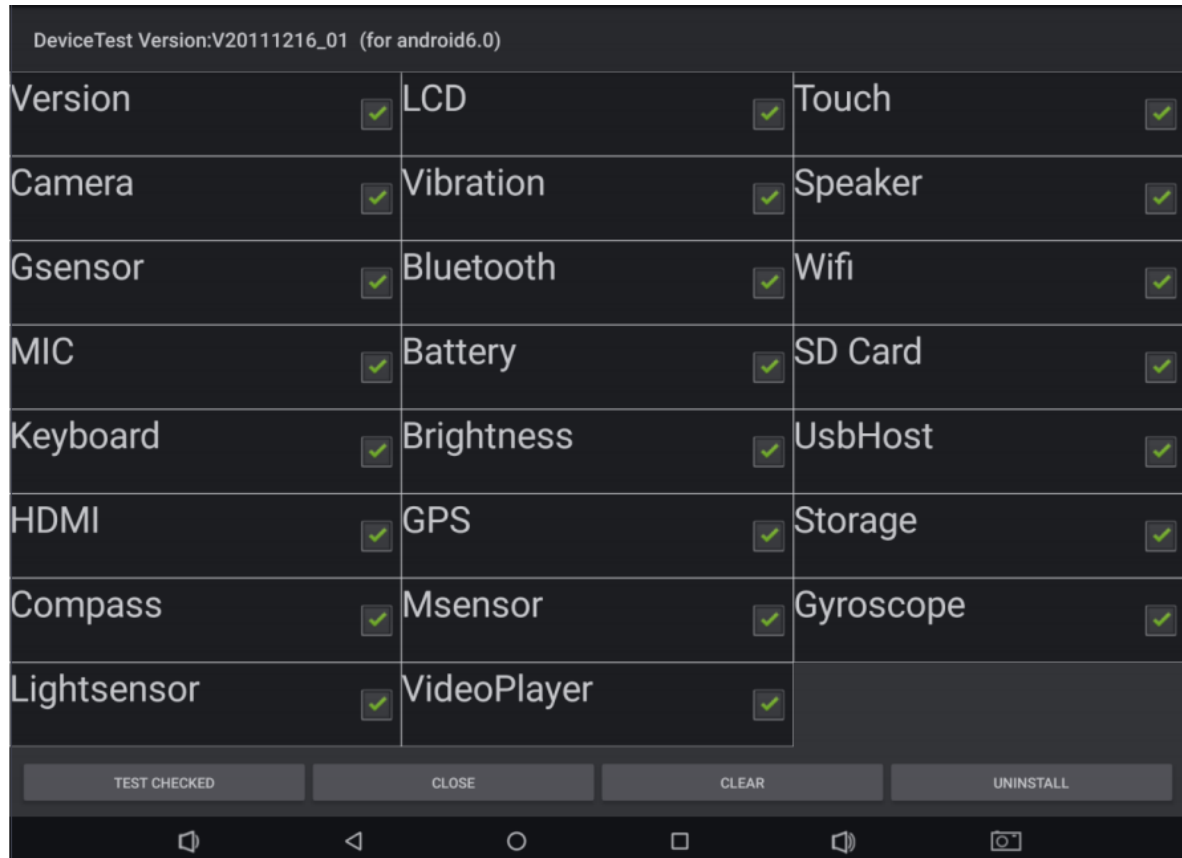 DeviceTest Version:V20111216_01 (for android6.0)
Version LCD Touch
Camera Vibration Speaker
Gsensor Bluetooth Wifi
MIC Battery SD Card
Keyboard Brightness UsbHost
HDMI GPS Storage
Compass Msensor Gyroscope
Lightsensor VideoPlayer
TEST CHECKED CLOSE CLEAR UNINSTALL